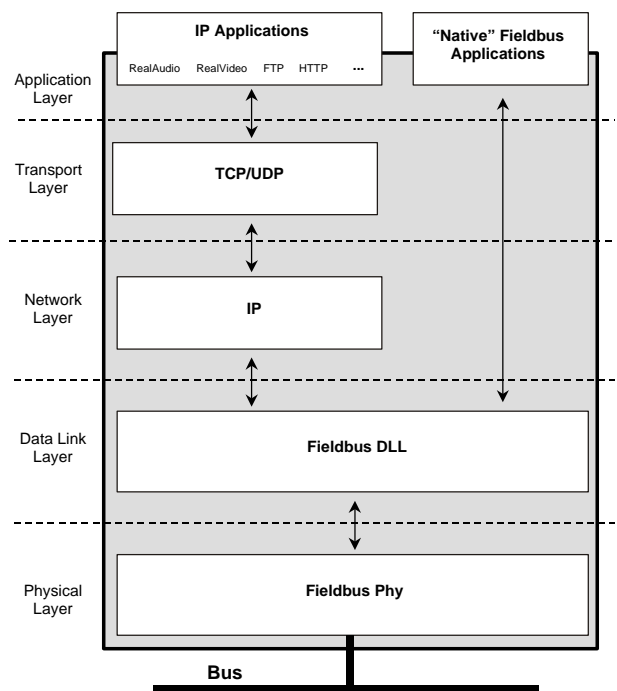 IP Applications
RealAudio RealVideo FTP HTTP ...
“Native” Fieldbus
Applications
Application
Layer
Transport
Layer
TCP/UDP
Network
Layer
IP
Data Link
Layer
Fieldbus DLL
Physical
Layer
Fieldbus Phy
Bus